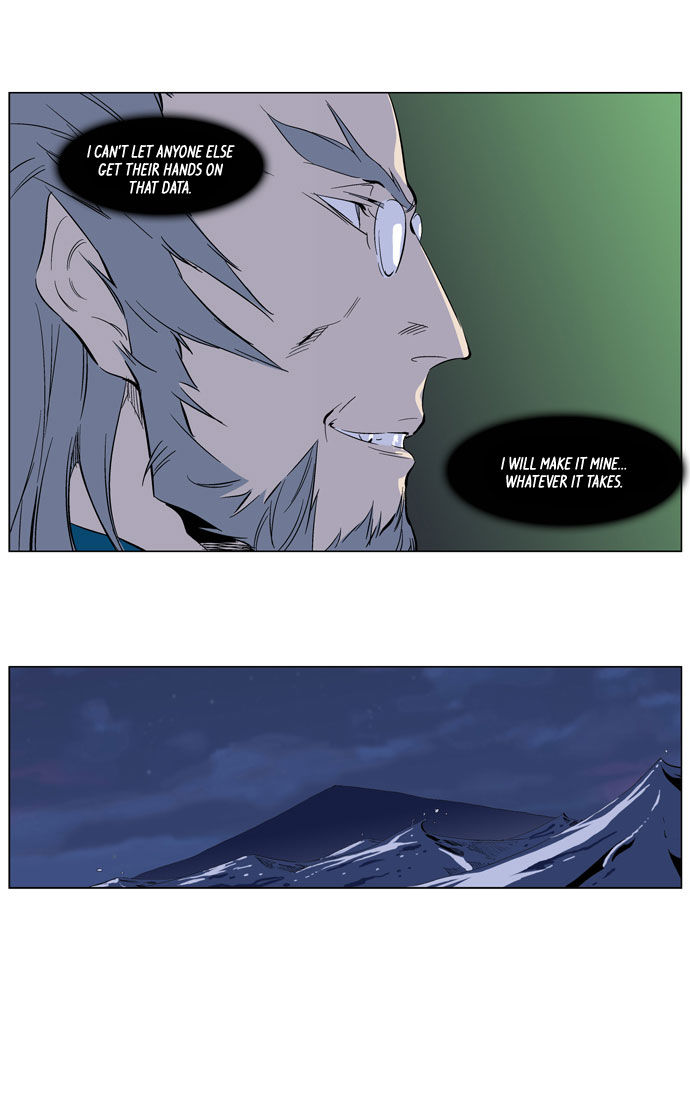 I CAN'T LET ANYONE ELSE
GET THEIR HANDS ON
THAT DATA.
I WILL MAKE IT MINE...
WHATEVER IT TAKES.